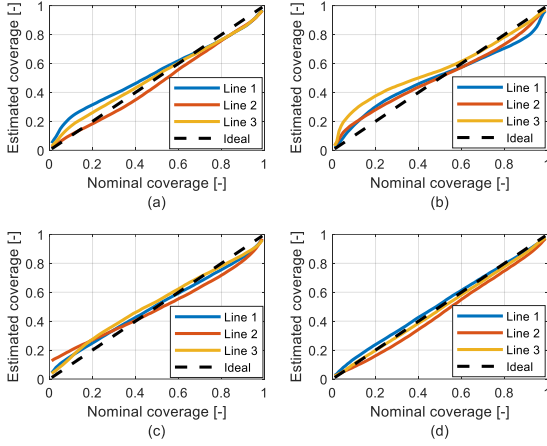 1
0.8
0.6
0.4
0.2
0
Estimated coverage [-]
0 0.2 0.4 0.6 0.8 1
Nominal coverage [-]
Line 1
Line 2
Line 3
Ideal
(a)
1
0.8
0.6
0.4
0.2
0
Estimated coverage [-]
0 0.2 0.4 0.6 0.8 1
Nominal coverage [-]
Line 1
Line 2
Line 3
Ideal
(b)
1
0.8
0.6
0.4
0.2
0
Estimated coverage [-]
0 0.2 0.4 0.6 0.8 1
Nominal coverage [-]
Line 1
Line 2
Line 3
Ideal
(c)
1
0.8
0.6
0.4
0.2
0
Estimated coverage [-]
0 0.2 0.4 0.6 0.8 1
Nominal coverage [-]
Line 1
Line 2
Line 3
Ideal
(d)